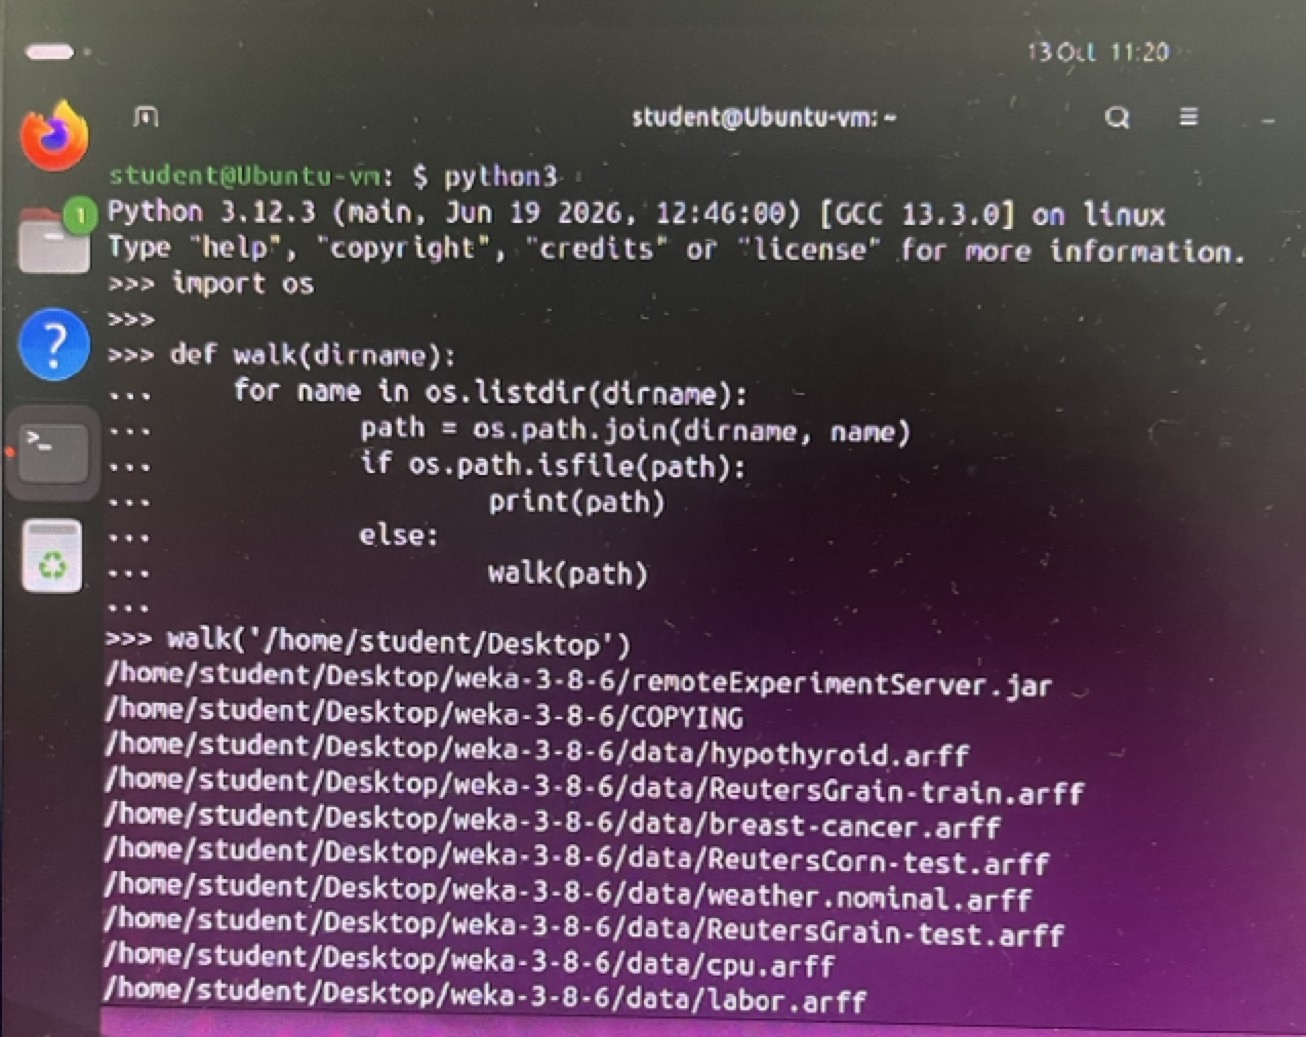 13 Oct 11:20
student@Ubuntu-vm: ~
student@Ubuntu-vm: $ python3
1
Python 3.12.3 (main, Jun 19 2026, 12:46:00) [GCC 13.3.0] on linux
Type "help", "copyright", "credits" or "license" for more information.
>>> import os
>>>
>>> def walk(dirname):
...     for name in os.listdir(dirname):
...             path = os.path.join(dirname, name)
...             if os.path.isfile(path):
...                     print(path)
...             else:
...                     walk(path)
...
>>> walk('/home/student/Desktop')
/home/student/Desktop/weka-3-8-6/remoteExperimentServer.jar
/home/student/Desktop/weka-3-8-6/COPYING
/home/student/Desktop/weka-3-8-6/data/hypothyroid.arff
/home/student/Desktop/weka-3-8-6/data/ReutersGrain-train.arff
/home/student/Desktop/weka-3-8-6/data/breast-cancer.arff
/home/student/Desktop/weka-3-8-6/data/ReutersCorn-test.arff
/home/student/Desktop/weka-3-8-6/data/weather.nominal.arff
/home/student/Desktop/weka-3-8-6/data/ReutersGrain-test.arff
/home/student/Desktop/weka-3-8-6/data/cpu.arff
/home/student/Desktop/weka-3-8-6/data/labor.arff